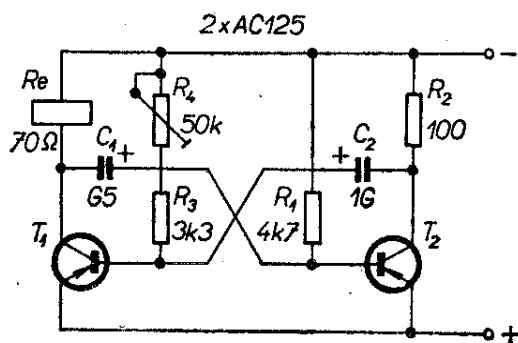 2xAC125
−
Re
70Ω
C1
+
G5
R4
50k
R3
3k3
+
C2
1G
R1
4k7
R2
100
T1
T2
+